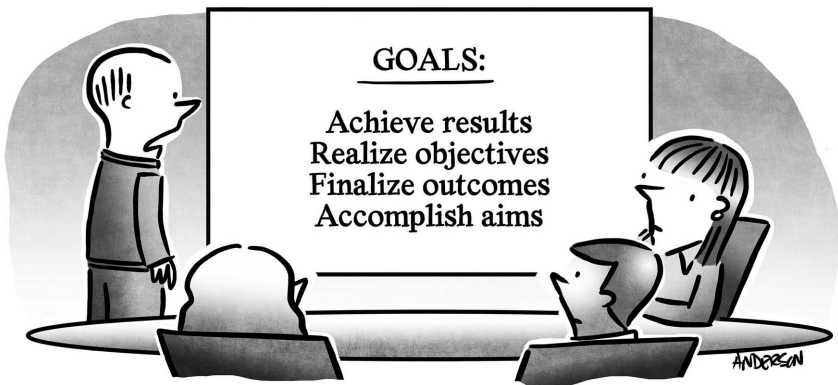 GOALS:
Achieve results
Realize objectives
Finalize outcomes
Accomplish aims
ANDERSON